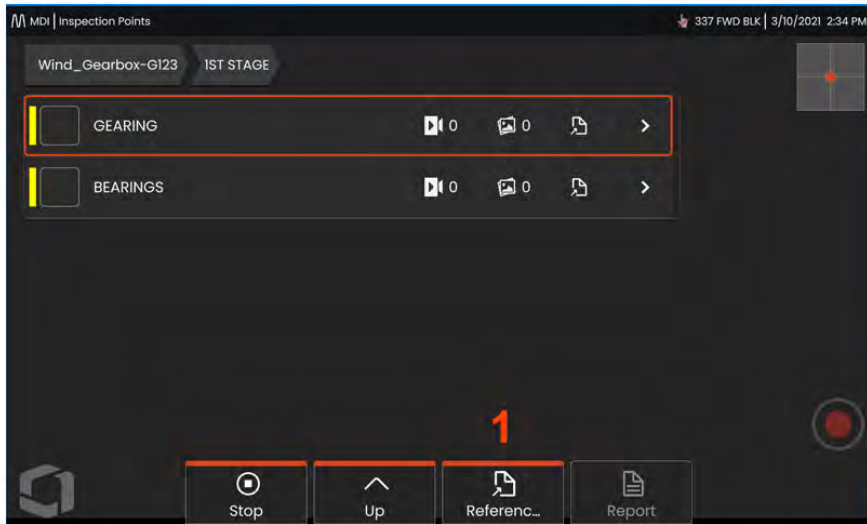 MDI | Inspection Points
337 FWD BLK | 3/10/2021 2:34 PM
Wind_Gearbox-G123 1ST STAGE
GEARING 0 0
BEARINGS 0 0
1
Stop Up Referenc... Report